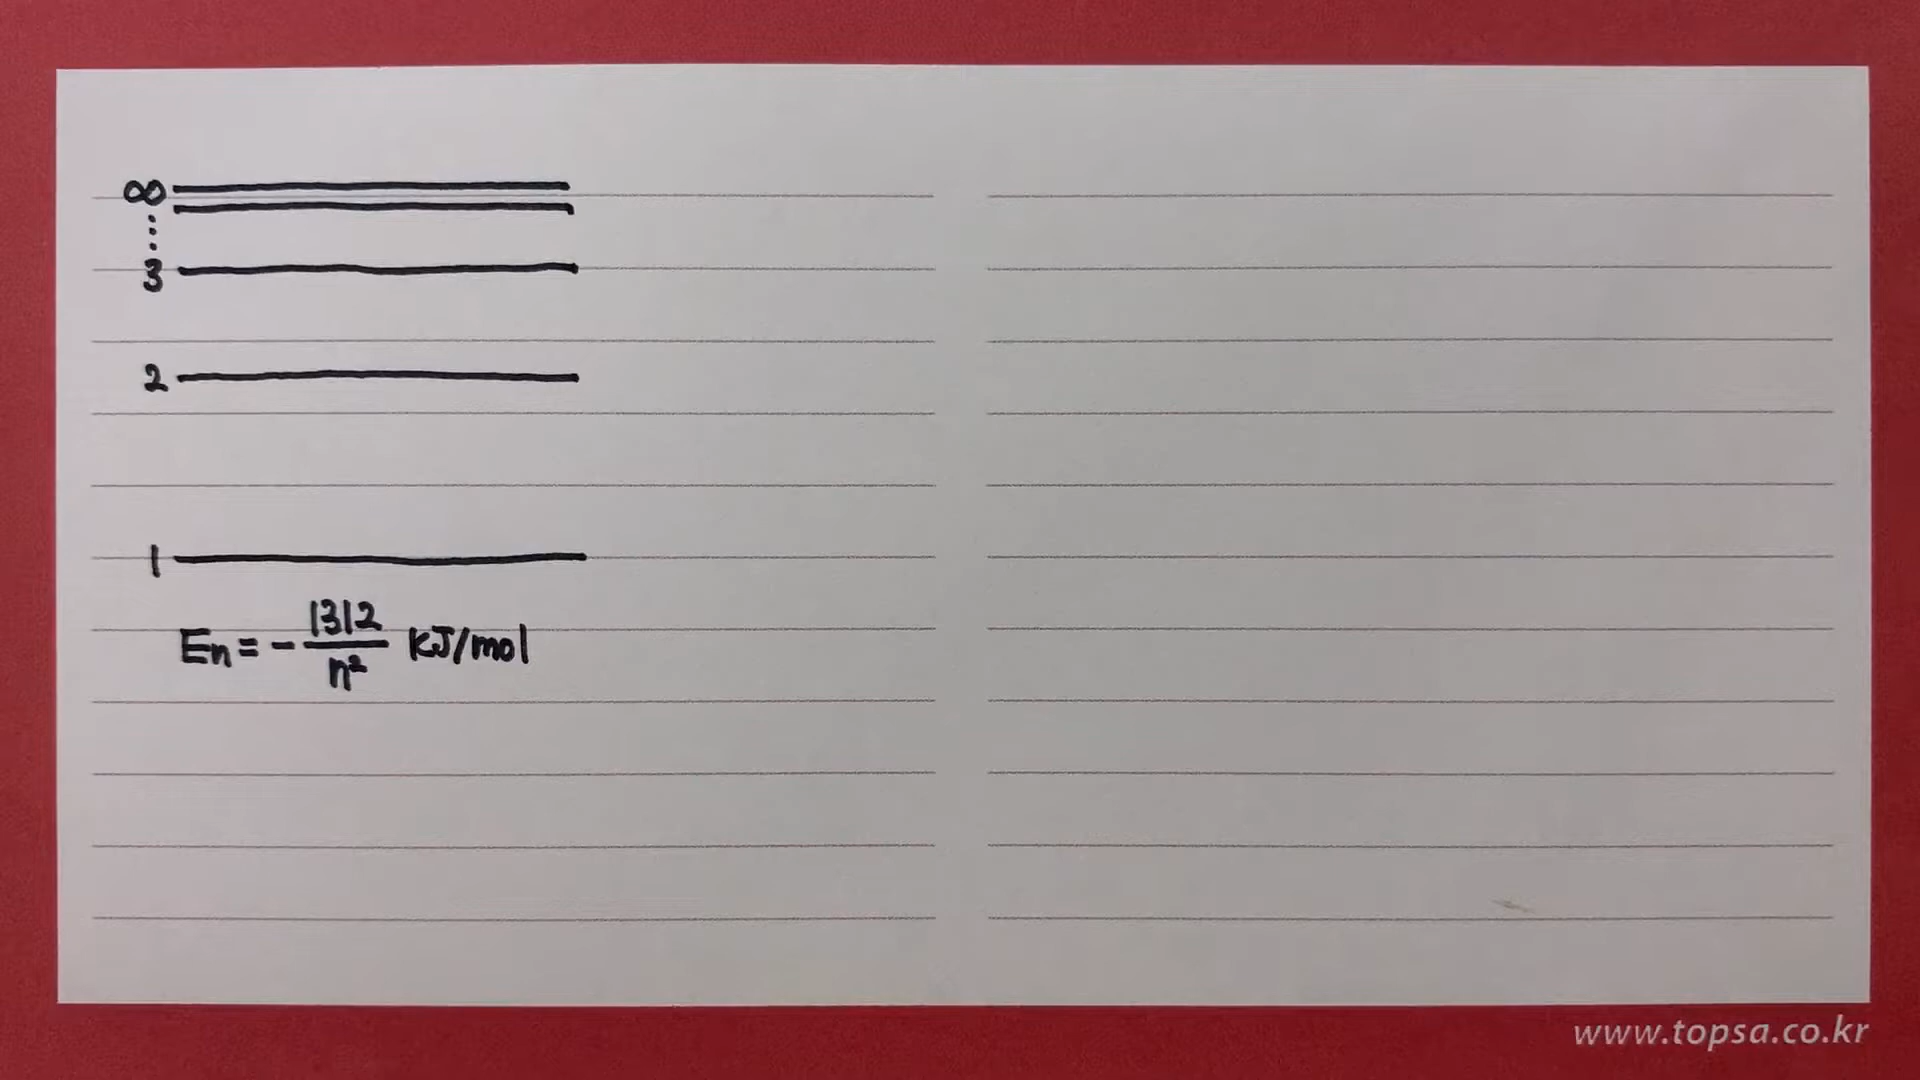 ∞
⋮
3
2
1
En = - 1312/n² kJ/mol
www.topsa.co.kr